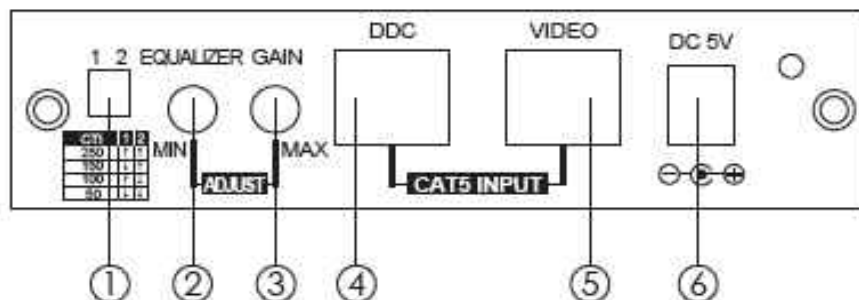 DDC VIDEO
1 2 EQUALIZER GAIN DC 5V
1 2
250 ↑ ↑
150 ↓ ↑
100 ↑ ↓
50 ↓ ↓
MIN MAX
ADJUST CAT5 INPUT
① ② ③ ④ ⑤ ⑥